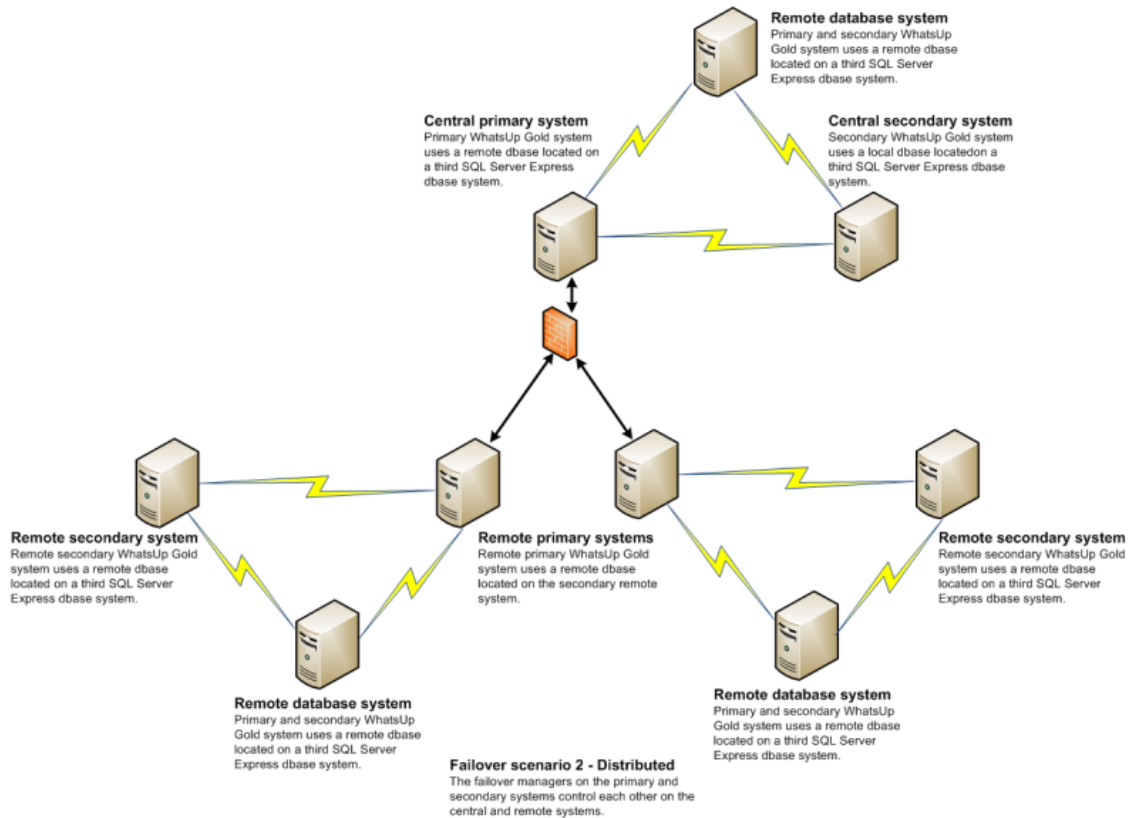 Remote database system
Primary and secondary WhatsUp
Gold system uses a remote dbase
located on a third SQL Server
Express dbase system.
Central primary system
Primary WhatsUp Gold system
uses a remote dbase located on
a third SQL Server Express
dbase system.
Central secondary system
Secondary WhatsUp Gold system
uses a local dbase locatedon a
third SQL Server Express dbase
system.
Remote secondary system
Remote secondary WhatsUp Gold
system uses a remote dbase
located on a third SQL Server
Express dbase system.
Remote primary systems
Remote primary WhatsUp Gold
system uses a remote dbase
located on the secondary remote
system.
Remote secondary system
Remote secondary WhatsUp Gold
system uses a remote dbase
located on a third SQL Server
Express dbase system.
Remote database system
Primary and secondary WhatsUp
Gold system uses a remote dbase
located on a third SQL Server
Express dbase system.
Remote database system
Primary and secondary WhatsUp
Gold system uses a remote dbase
located on a third SQL Server
Express dbase system.
Failover scenario 2 - Distributed
The failover managers on the primary and
secondary systems control each other on the
central and remote systems.